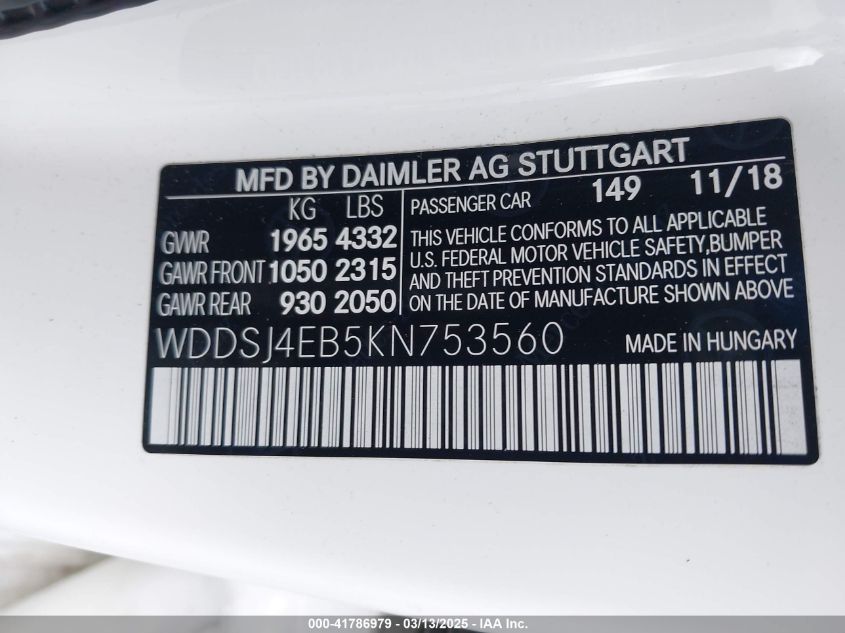 MFD BY DAIMLER AG STUTTGART
KG LBS
GVWR 1965 4332
GAWR FRONT 1050 2315
GAWR REAR 930 2050
PASSENGER CAR 149 11/18
THIS VEHICLE CONFORMS TO ALL APPLICABLE
U.S. FEDERAL MOTOR VEHICLE SAFETY,BUMPER
AND THEFT PREVENTION STANDARDS IN EFFECT
ON THE DATE OF MANUFACTURE SHOWN ABOVE
WDDSJ4EB5KN753560 MADE IN HUNGARY
000-41786979 - 03/13/2025 - IAA Inc.